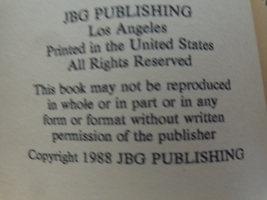 JBG PUBLISHING
Los Angeles
Printed in the United States
All Rights Reserved
This book may not be reproduced
in whole or in part or in any
form or format without written
permission of the publisher
Copyright 1988 JBG PUBLISHING